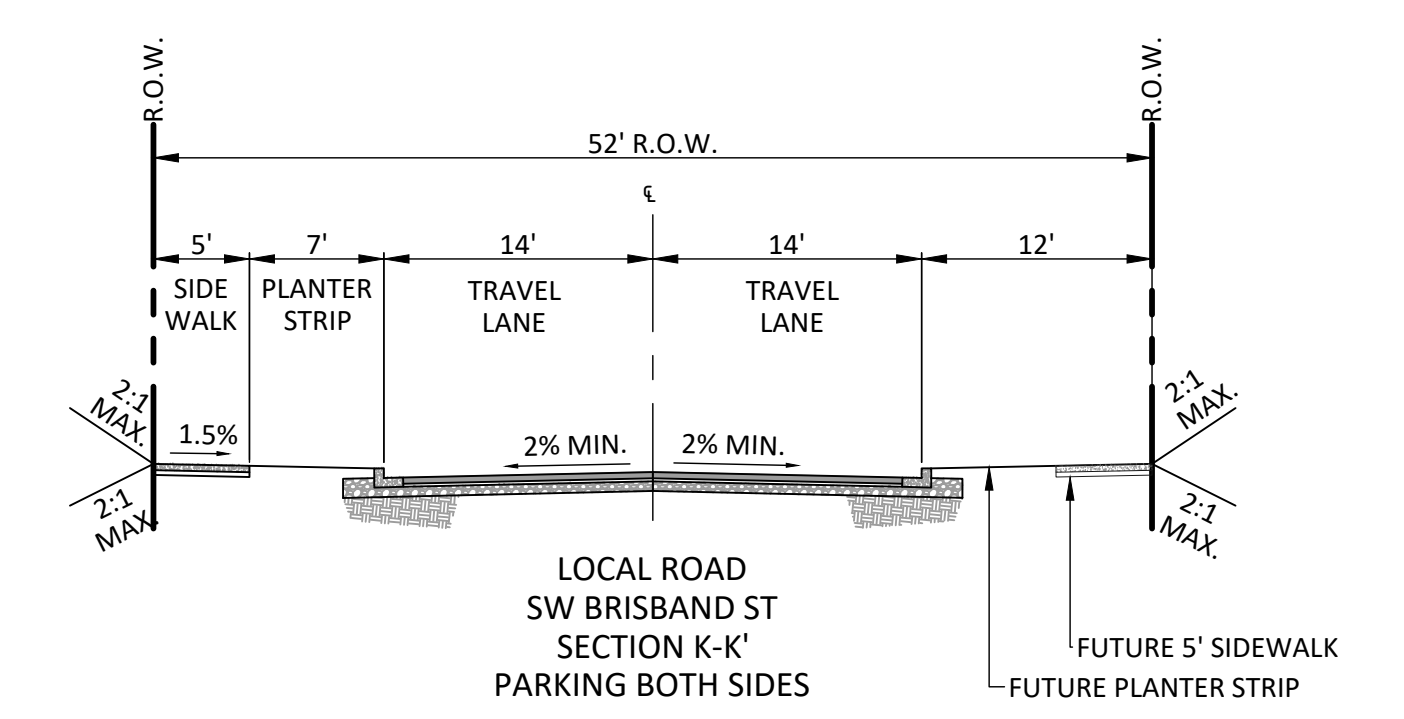 R.O.W.
R.O.W.
52' R.O.W.
℄
5'
7'
14'
14'
12'
SIDE
WALK
PLANTER
STRIP
TRAVEL
LANE
TRAVEL
LANE
2:1
MAX.
2:1
MAX.
1.5%
2% MIN.
2% MIN.
2:1
MAX.
2:1
MAX.
LOCAL ROAD
SW BRISBAND ST
SECTION K-K'
PARKING BOTH SIDES
FUTURE 5' SIDEWALK
FUTURE PLANTER STRIP